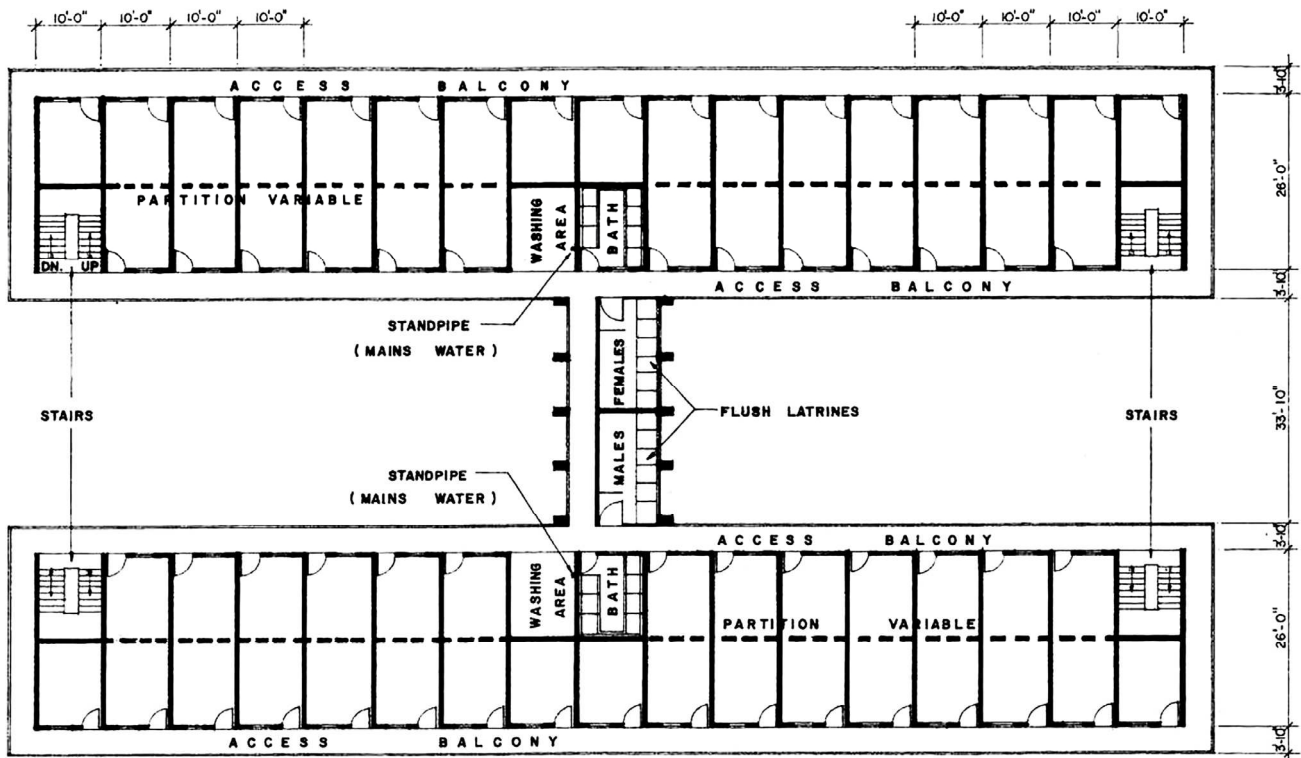 10'-0" 10'-0" 10'-0" 10'-0" 10'-0" 10'-0" 10'-0" 10'-0"
ACCESS BALCONY
3'-10"
PARTITION VARIABLE
WASHING AREA
BATH
26'-0"
DN. UP
ACCESS BALCONY
3'-10"
STANDPIPE
(MAINS WATER)
FEMALES
STAIRS
FLUSH LATRINES
STAIRS
33'-10"
MALES
STANDPIPE
(MAINS WATER)
ACCESS BALCONY
3'-10"
WASHING AREA
BATH
PARTITION VARIABLE
26'-0"
ACCESS BALCONY
3'-10"